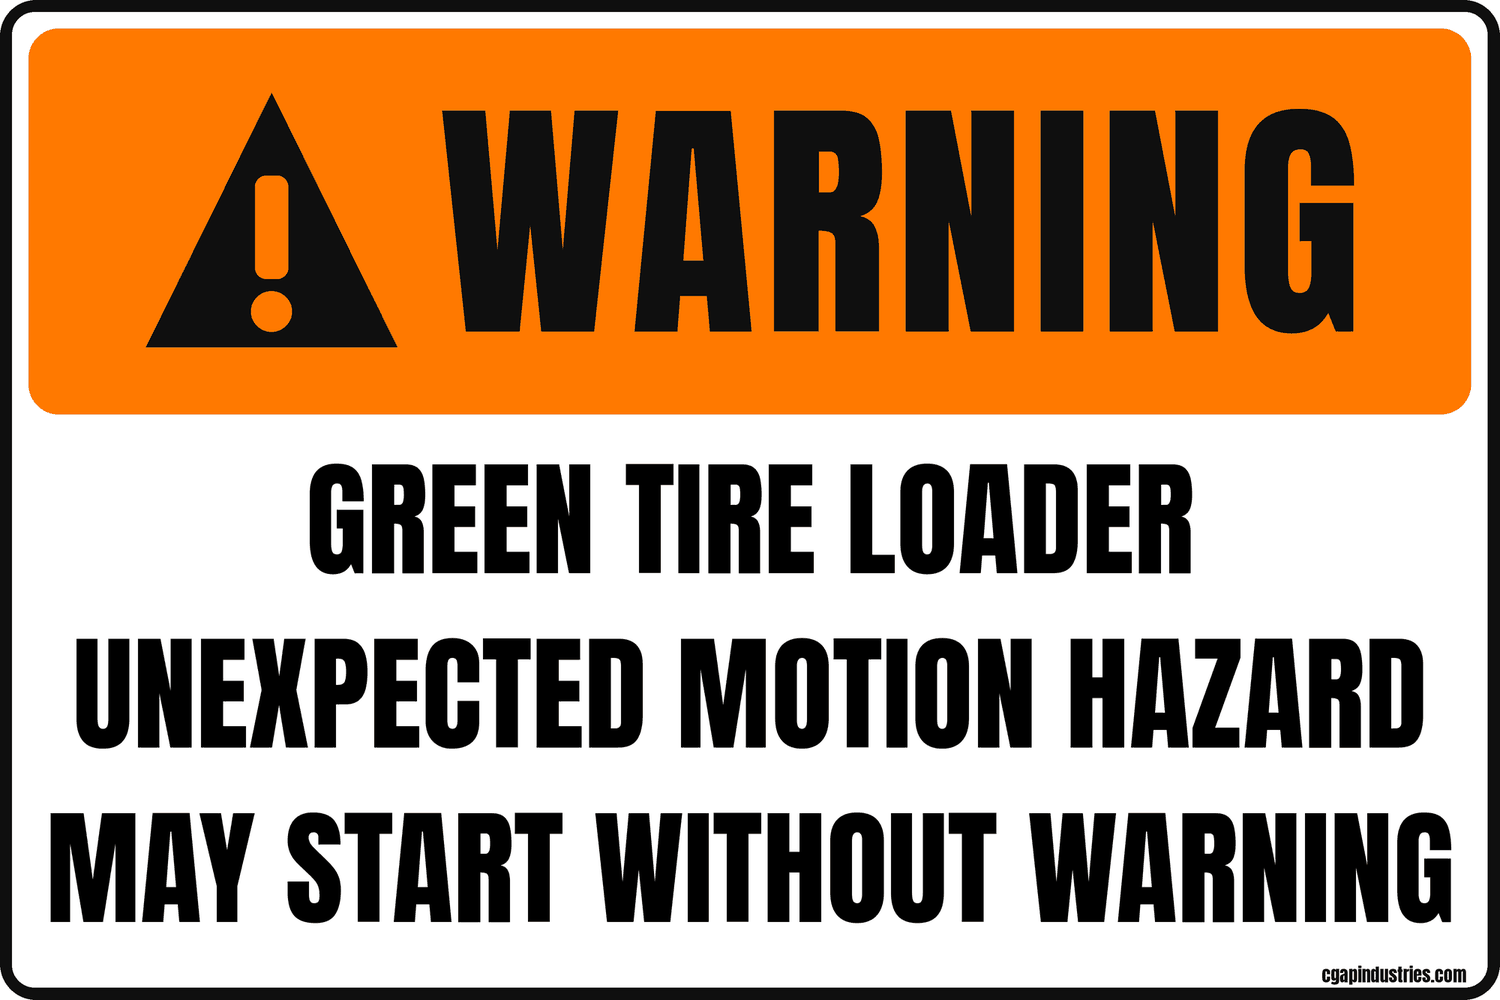 WARNING
GREEN TIRE LOADER
UNEXPECTED MOTION HAZARD
MAY START WITHOUT WARNING
cgapindustries.com